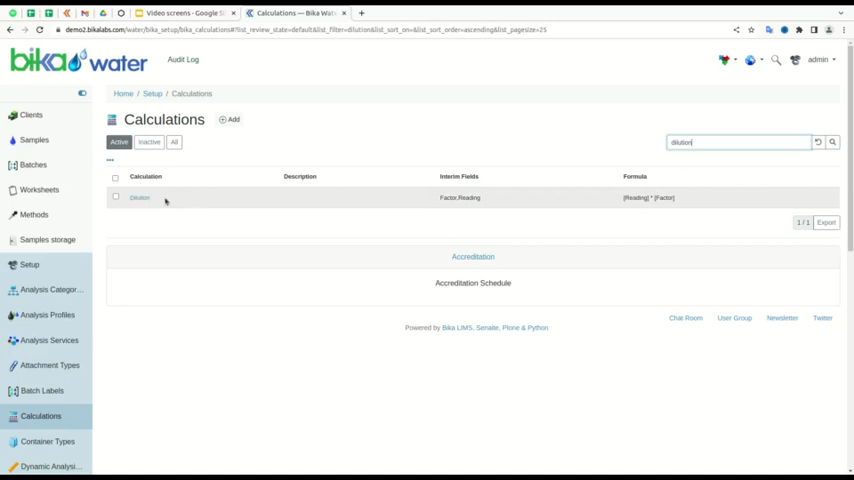 Video screens - Google Sl
Calculations — Bika Wat
demo2.bikalabs.com/water/bika_setup/bika_calculations#?list_review_state=default&list_filter=dilution&list_sort_on=&list_sort_order=ascending&list_pagesize=25
bika water
Audit Log
admin
Home / Setup / Calculations
Calculations
Add
Active
Inactive
All
dilution
Calculation
Description
Interim Fields
Formula
Dilution
Factor,Reading
[Reading] * [Factor]
1 / 1
Export
Accreditation
Accreditation Schedule
Chat Room
User Group
Newsletter
Twitter
Powered by Bika LIMS, Senaite, Plone & Python
Clients
Samples
Batches
Worksheets
Methods
Samples storage
Setup
Analysis Categor...
Analysis Profiles
Analysis Services
Attachment Types
Batch Labels
Calculations
Container Types
Dynamic Analysi...